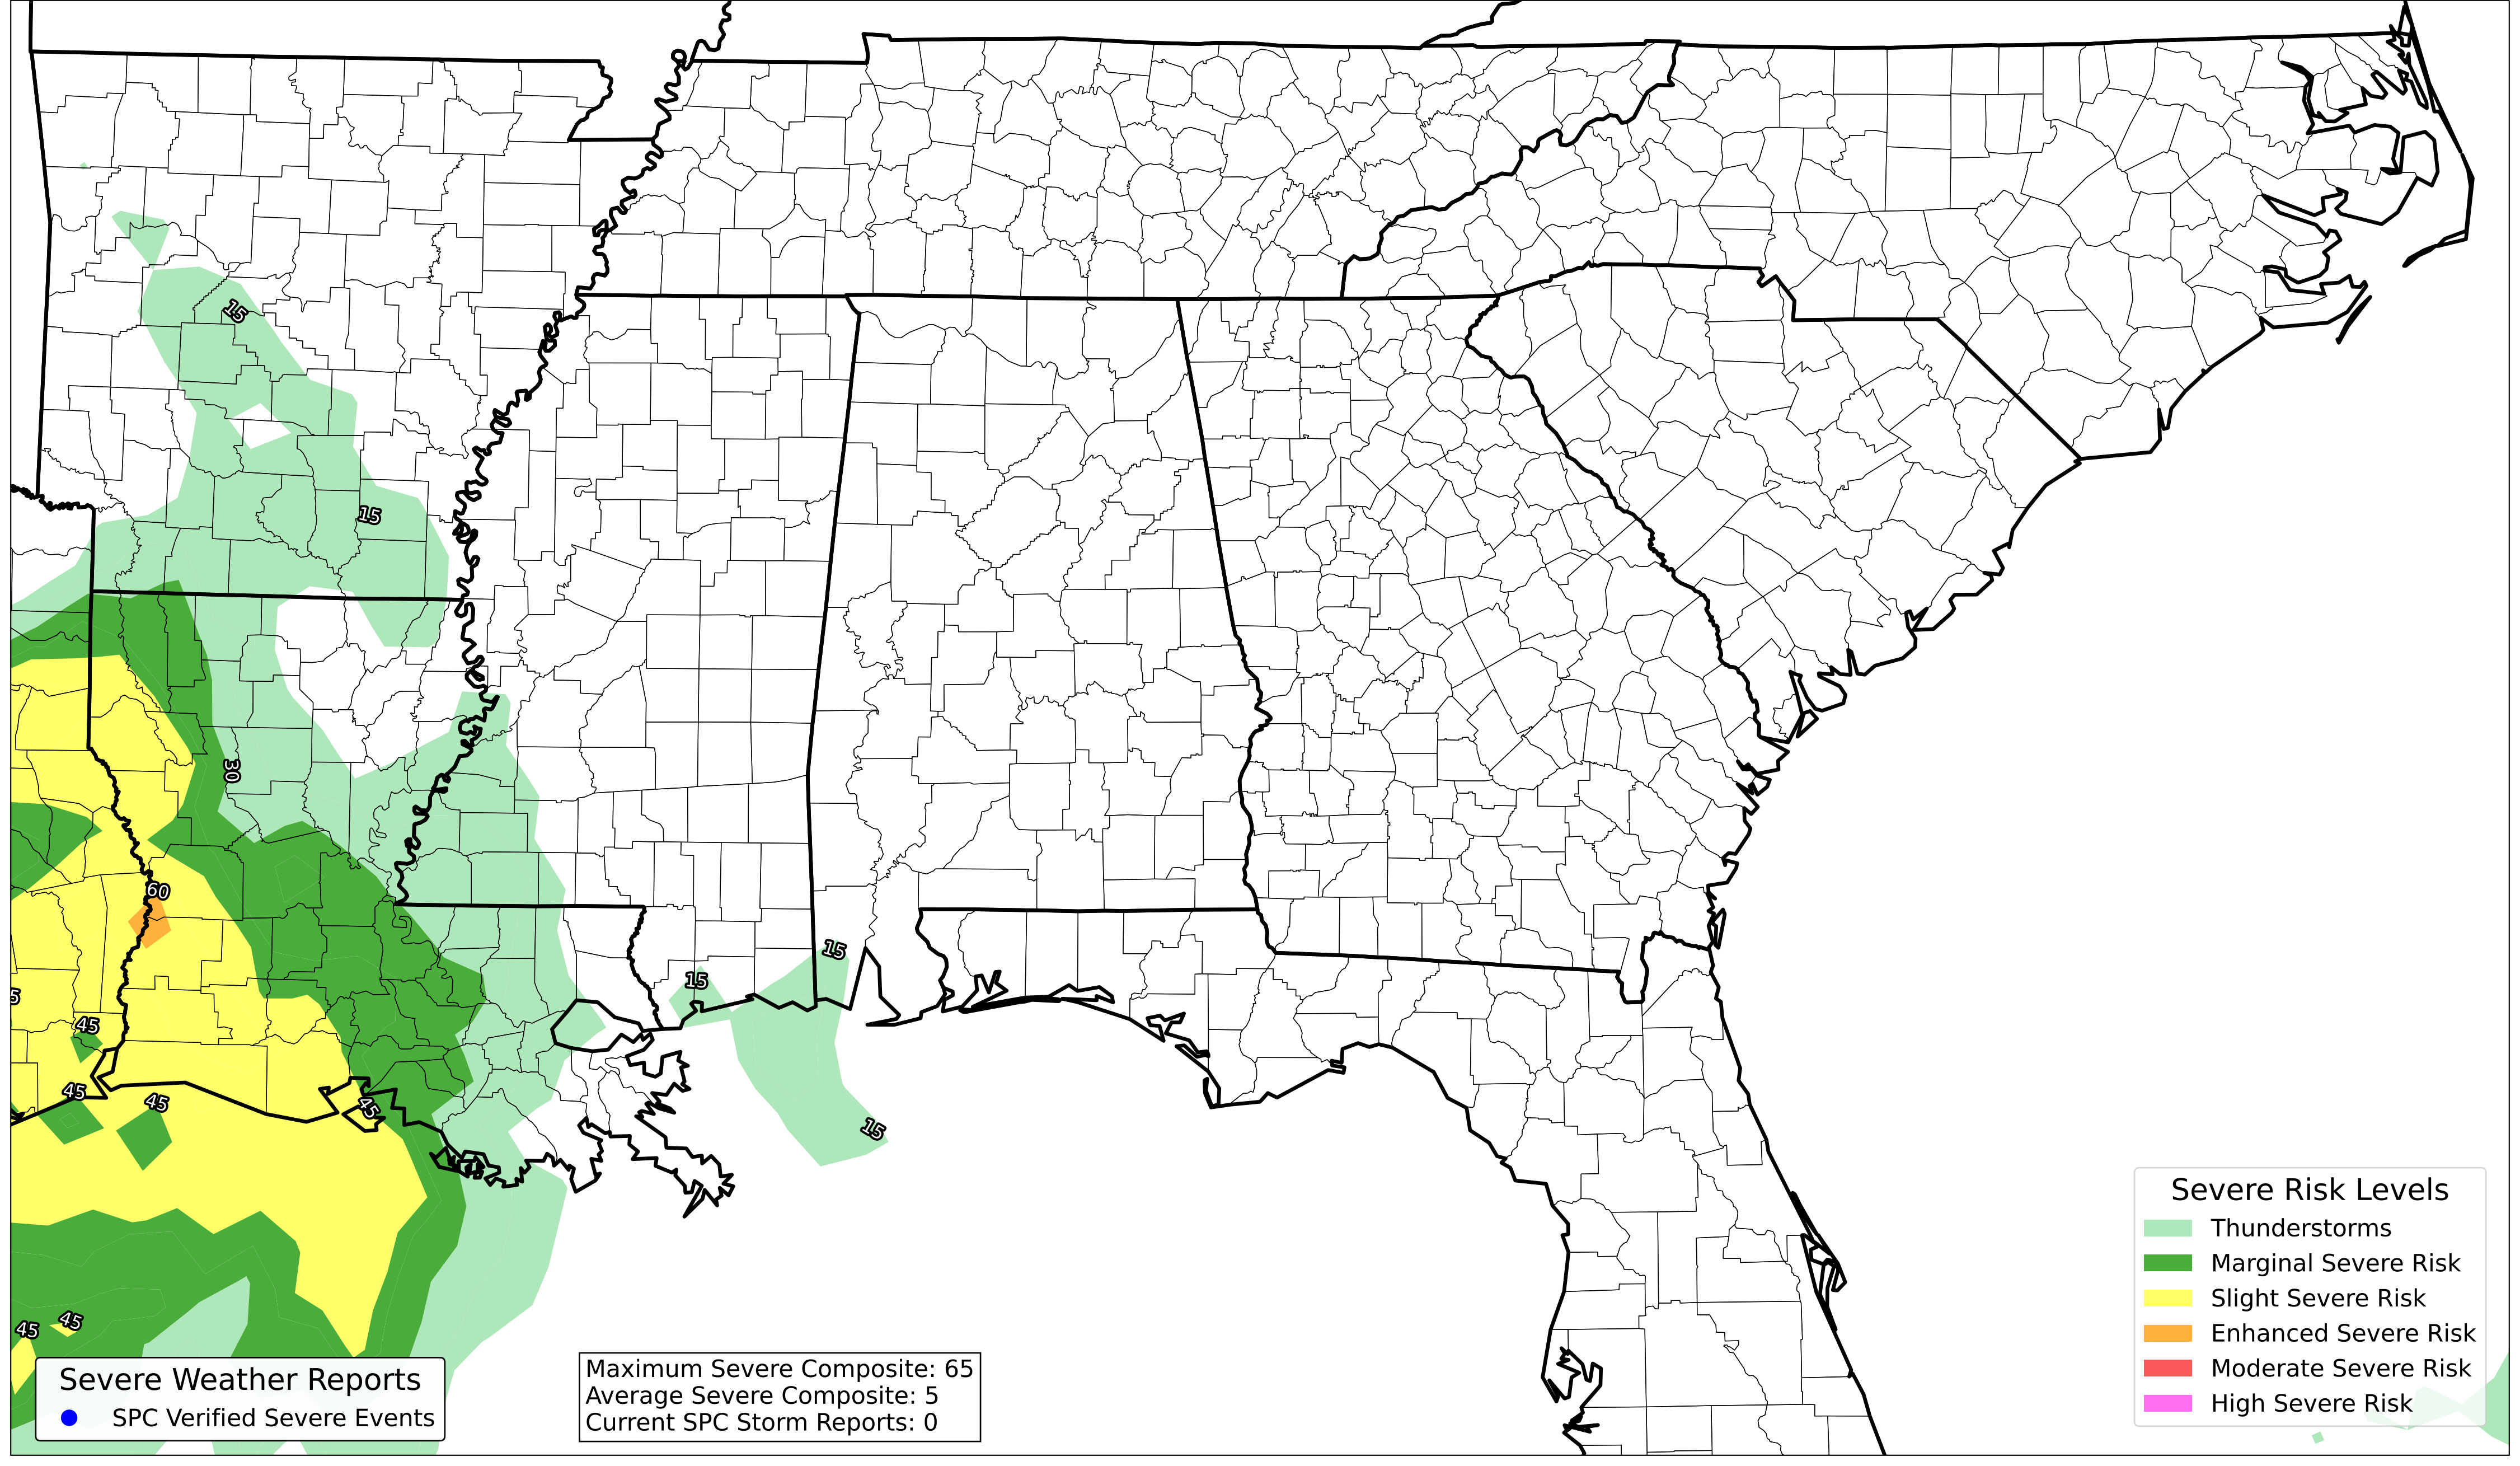 15
15
30
60
15
15
5
45
45
45
45
15
45
45
Severe Risk Levels
Thunderstorms
Marginal Severe Risk
Slight Severe Risk
Enhanced Severe Risk
Moderate Severe Risk
High Severe Risk
Severe Weather Reports
SPC Verified Severe Events
Maximum Severe Composite: 65
Average Severe Composite: 5
Current SPC Storm Reports: 0